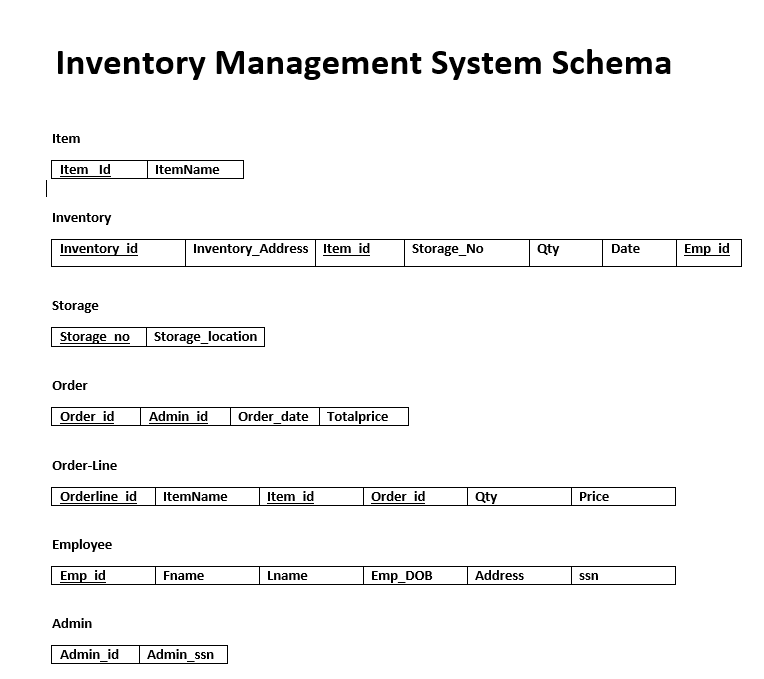 Inventory Management System Schema
Item
Item_Id ItemName
Inventory
Inventory_id Inventory_Address Item_id Storage_No Qty Date Emp_id
Storage
Storage_no Storage_location
Order
Order_id Admin_id Order_date Totalprice
Order-Line
Orderline_id ItemName Item_id Order_id Qty Price
Employee
Emp_id Fname Lname Emp_DOB Address ssn
Admin
Admin_id Admin_ssn